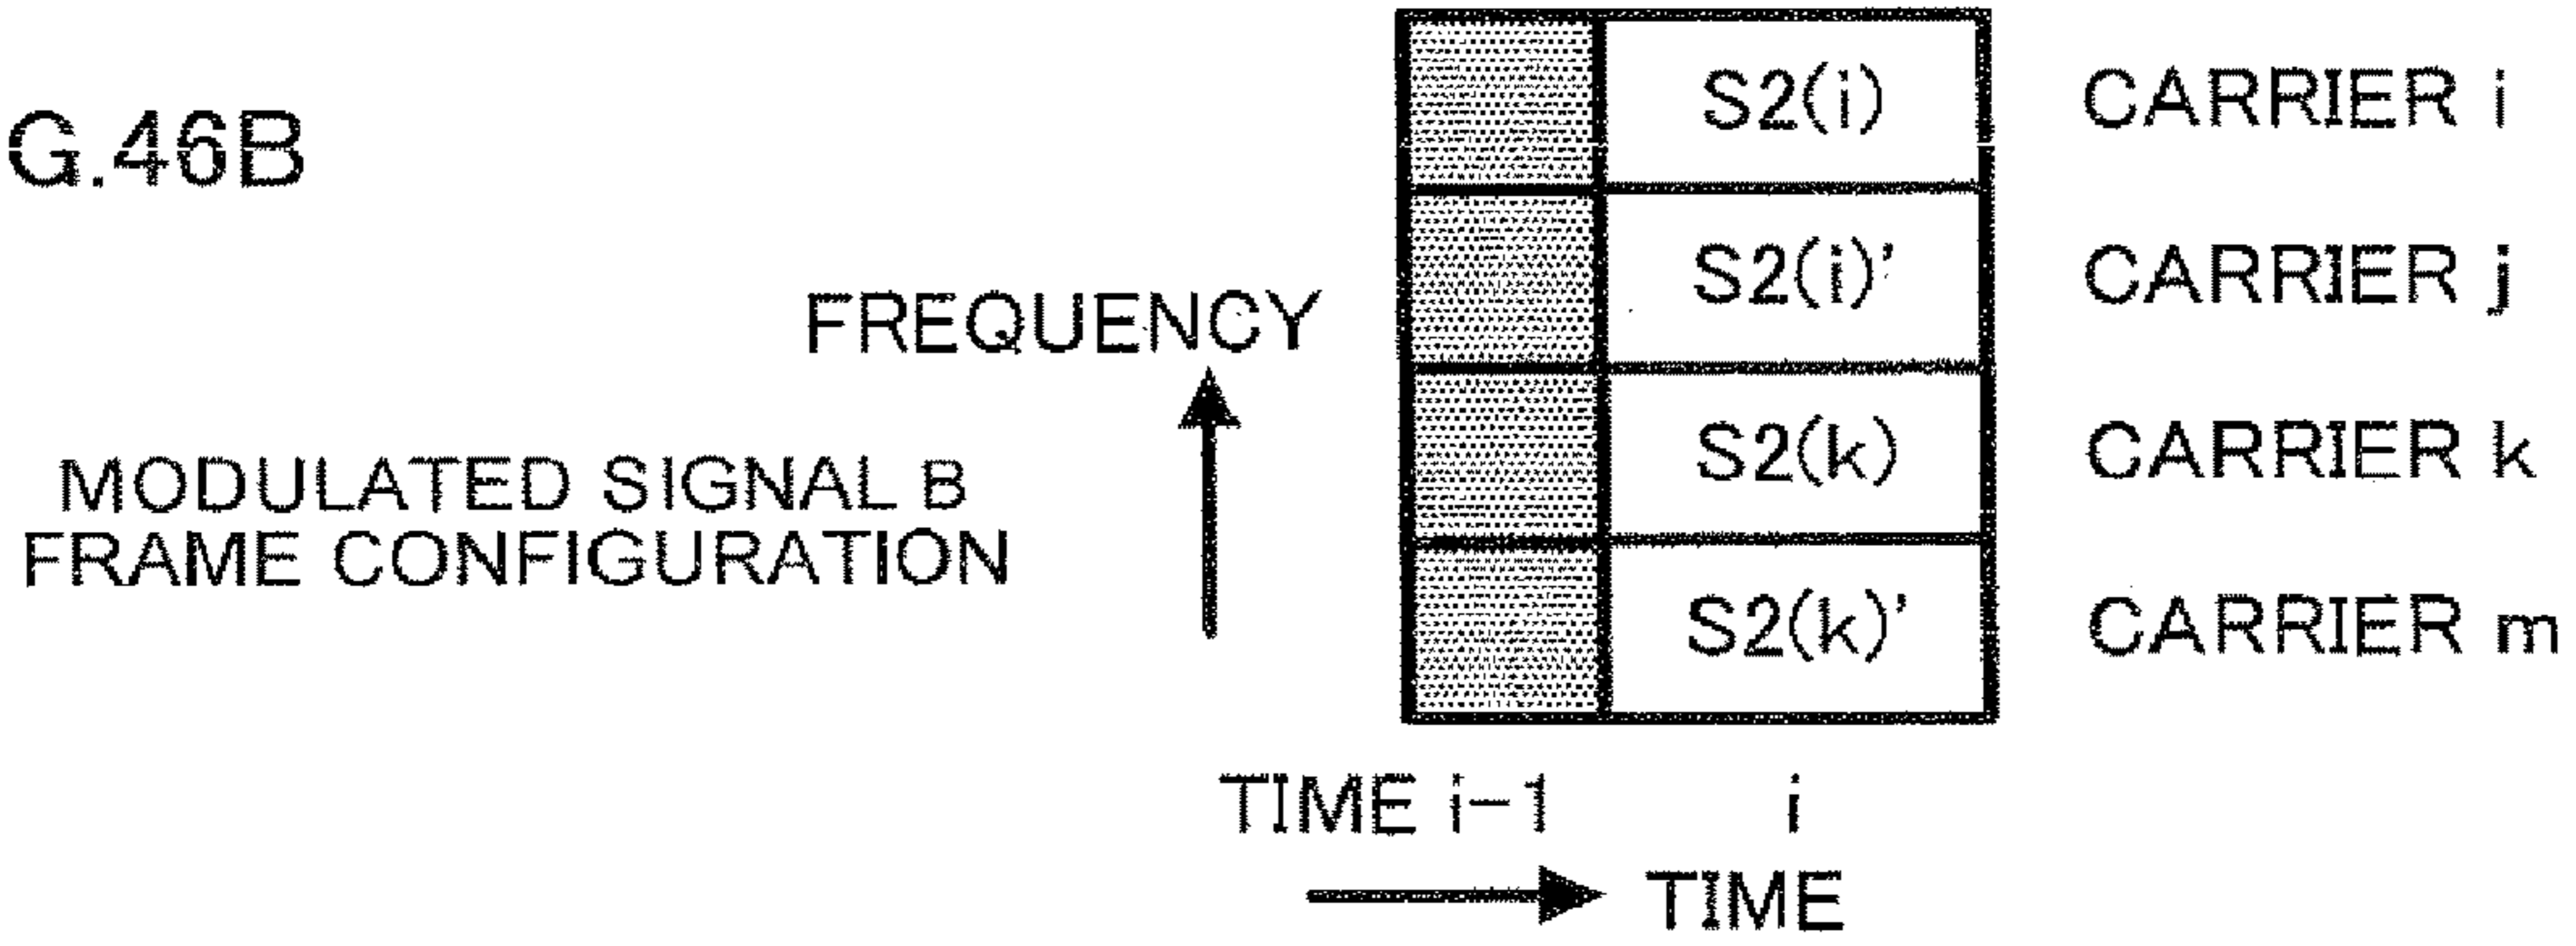 G.46B
S2(i) CARRIER i
S2(i)' CARRIER j
FREQUENCY
S2(k) CARRIER k
MODULATED SIGNAL B
FRAME CONFIGURATION
S2(k)' CARRIER m
TIME i-1 i
TIME